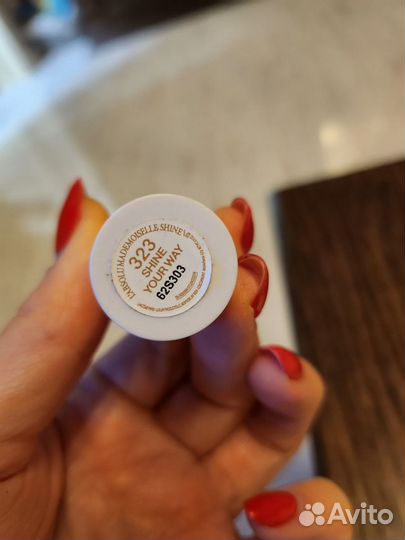 L'ABSOLU MADEMOISELLE SHINE
323
SHINE
YOUR WAY
62S303
Avito